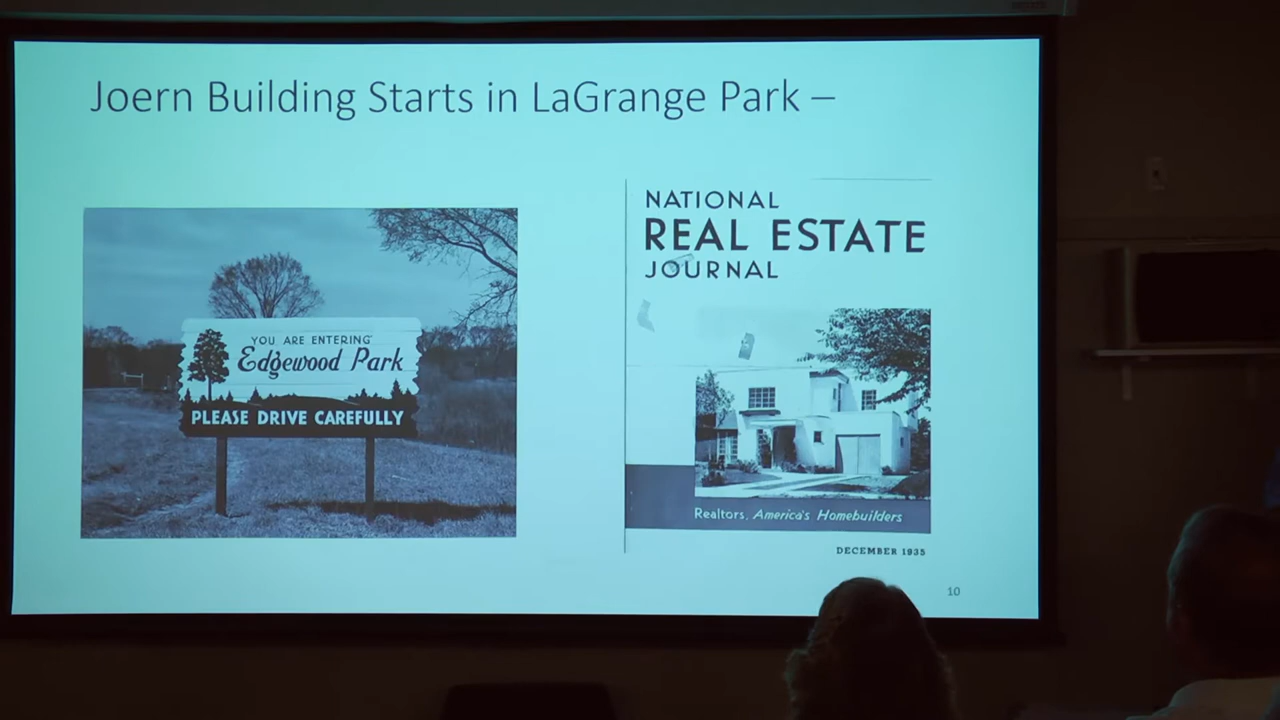 Joern Building Starts in LaGrange Park –
YOU ARE ENTERING
Edgewood Park
PLEASE DRIVE CAREFULLY
NATIONAL
REAL ESTATE
JOURNAL
Realtors, America's Homebuilders
DECEMBER 1935
10